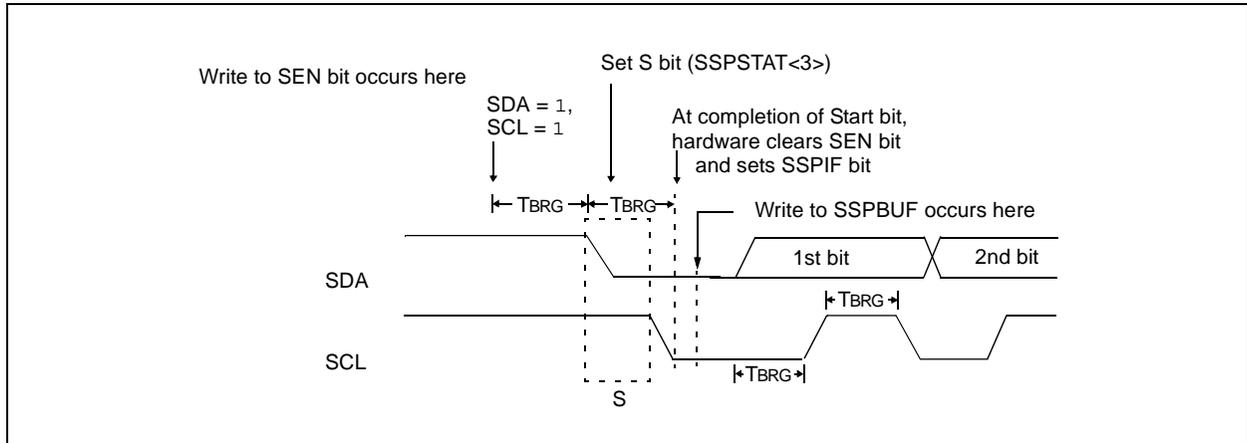 Write to SEN bit occurs here
Set S bit (SSPSTAT<3>)
SDA = 1,
SCL = 1
At completion of Start bit,
hardware clears SEN bit
and sets SSPIF bit
TBRG
TBRG
Write to SSPBUF occurs here
SDA
1st bit
2nd bit
TBRG
SCL
TBRG
S